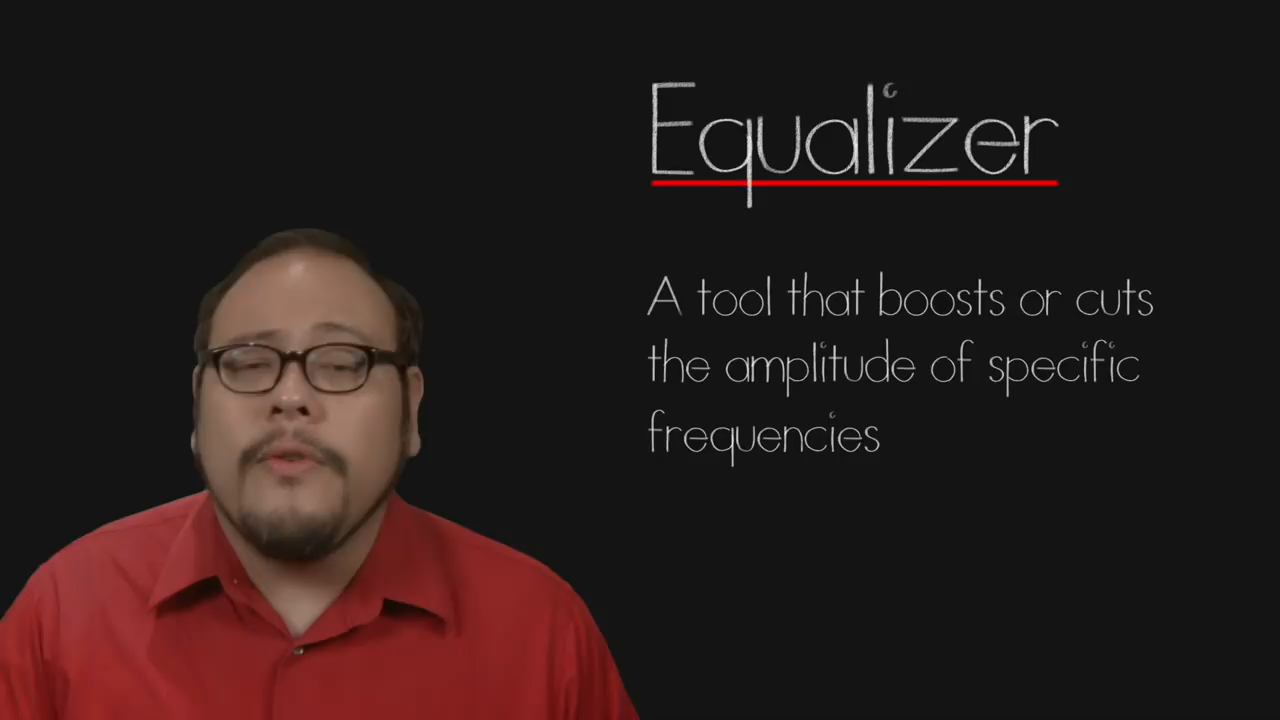 Equalizer
A tool that boosts or cuts
the amplitude of specific
frequencies